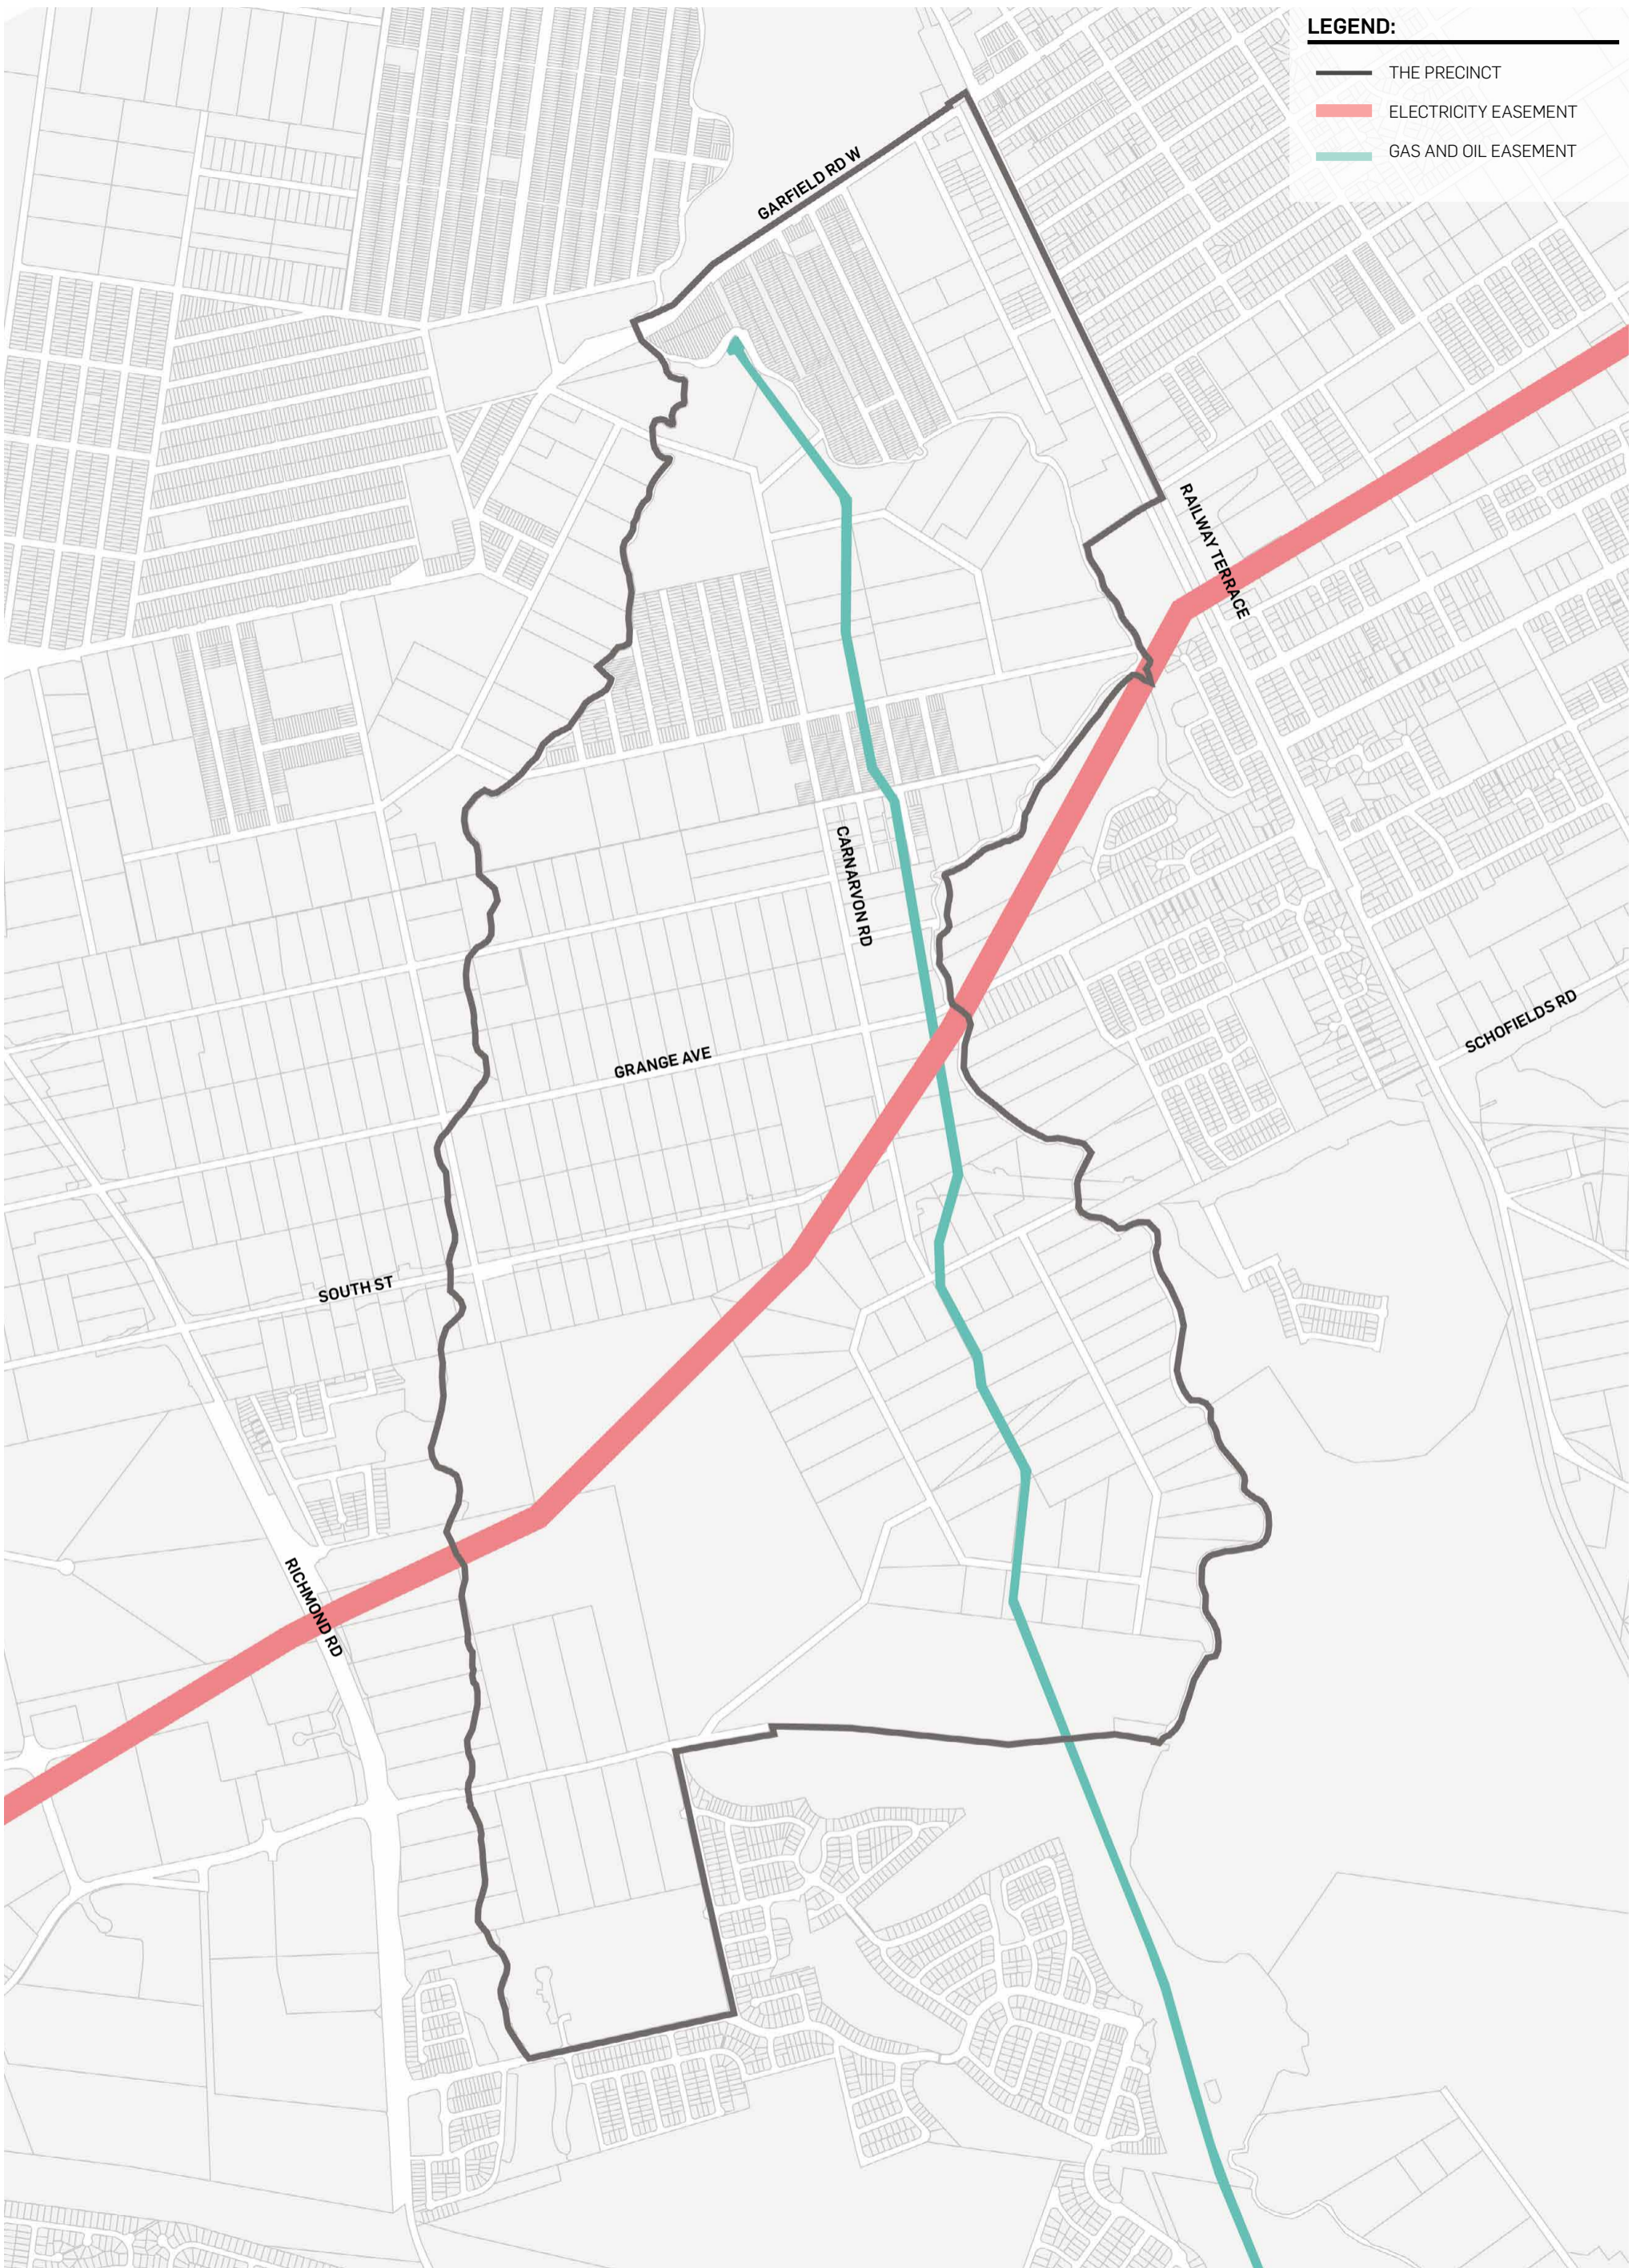 LEGEND:
THE PRECINCT
ELECTRICITY EASEMENT
GAS AND OIL EASEMENT
GARFIELD RD W
RAILWAY TERRACE
CARNARVON RD
SCHOFIELDS RD
GRANGE AVE
SOUTH ST
RICHMOND RD